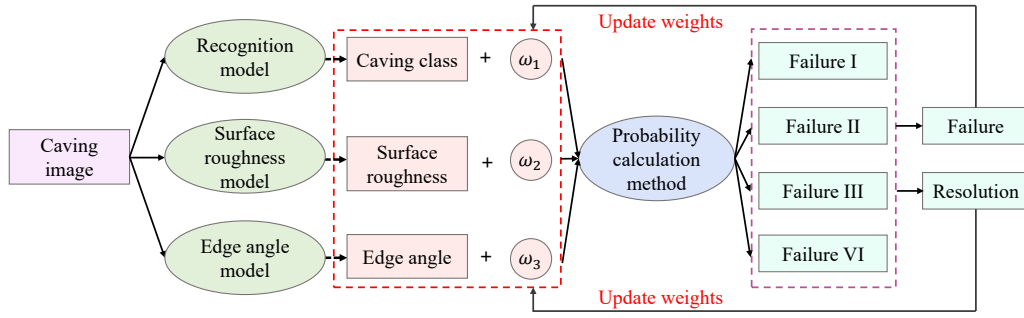 Update weights
Recognition
model
Caving class
+
ω₁
Failure I
Caving
image
Surface
roughness
model
Surface
roughness
+
ω₂
Probability
calculation
method
Failure II
Failure
Failure III
Resolution
Edge angle
model
Edge angle
+
ω₃
Failure VI
Update weights